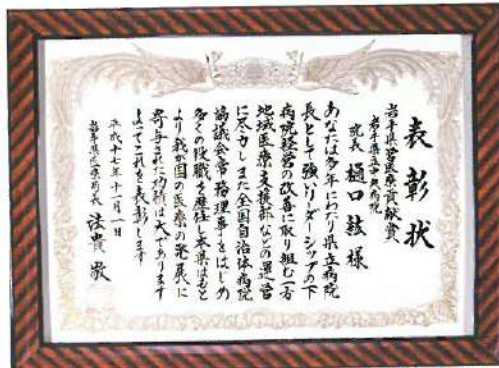 表彰状
岩手県営医療貢献賞
岩手県立中央病院
院長 樋口 紘 様
あなたは多年にわたり県立病院
長として強いリーダーシップの下
病院経営の改善に取り組む一方
地域医療支援部などの運営
に尽力しまた全国自治体病院
協議会常務理事をはじめ
多くの役職を歴任し本県はもと
より我が国の医療の発展に
寄与された功績は大であります
よってこれを表彰します
平成十七年十一月一日
岩手県医療局長 法貴 敬